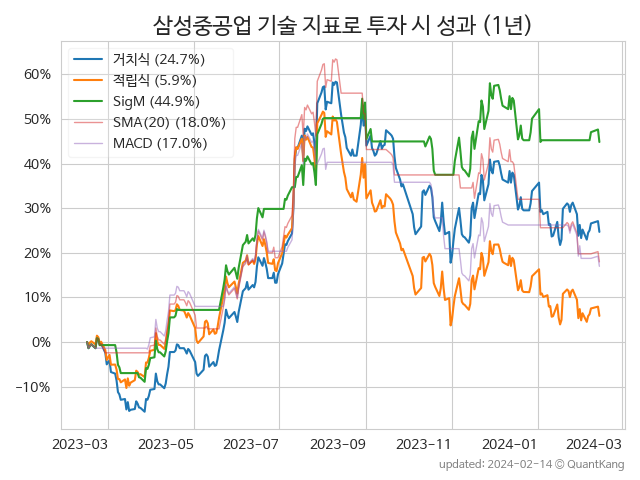 삼성중공업 기술 지표로 투자 시 성과 (1년)
거치식 (24.7%)
적립식 (5.9%)
SigM (44.9%)
SMA(20) (18.0%)
MACD (17.0%)
60%
50%
40%
30%
20%
10%
0%
−10%
2023-03 2023-05 2023-07 2023-09 2023-11 2024-01 2024-03
updated: 2024-02-14 © QuantKang